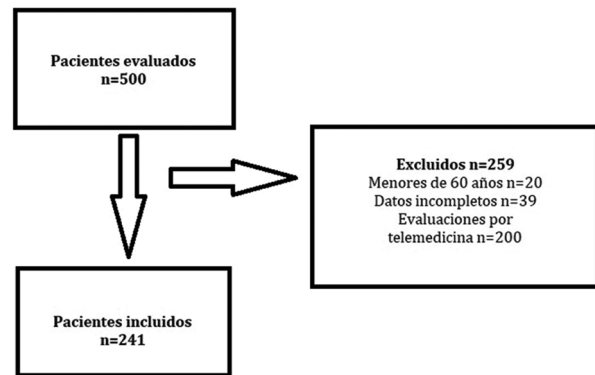 Pacientes evaluados
n=500
Excluidos n=259
Menores de 60 años n=20
Datos incompletos n=39
Evaluaciones por
telemedicina n=200
Pacientes incluidos
n=241